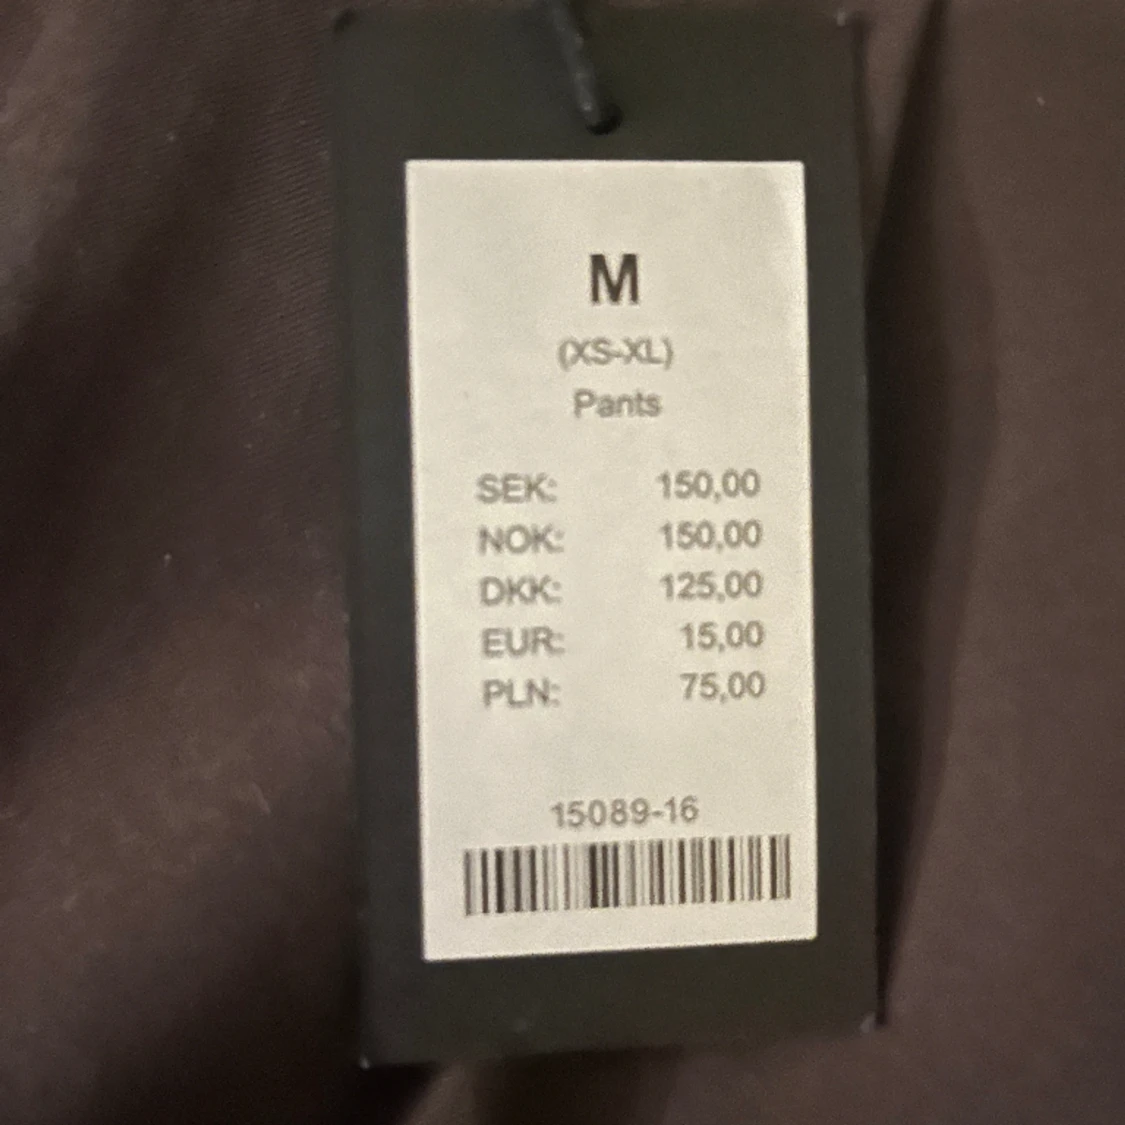 M
(XS-XL)
Pants
SEK: 150,00
NOK: 150,00
DKK: 125,00
EUR: 15,00
PLN: 75,00
15089-16